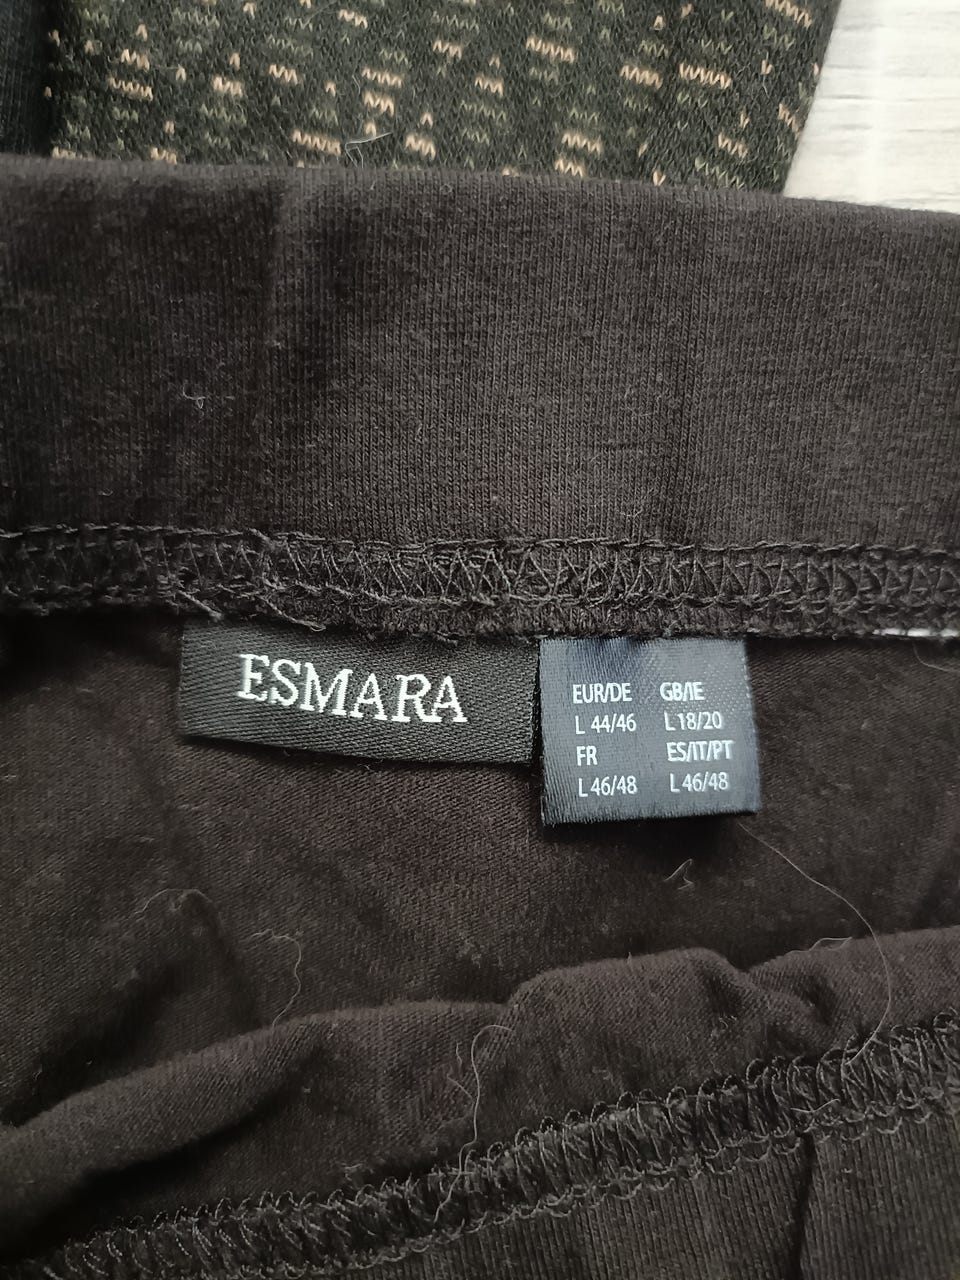 ESMARA
EUR/DE GB/IE
L 44/46 L 18/20
FR ES/IT/PT
L 46/48 L 46/48